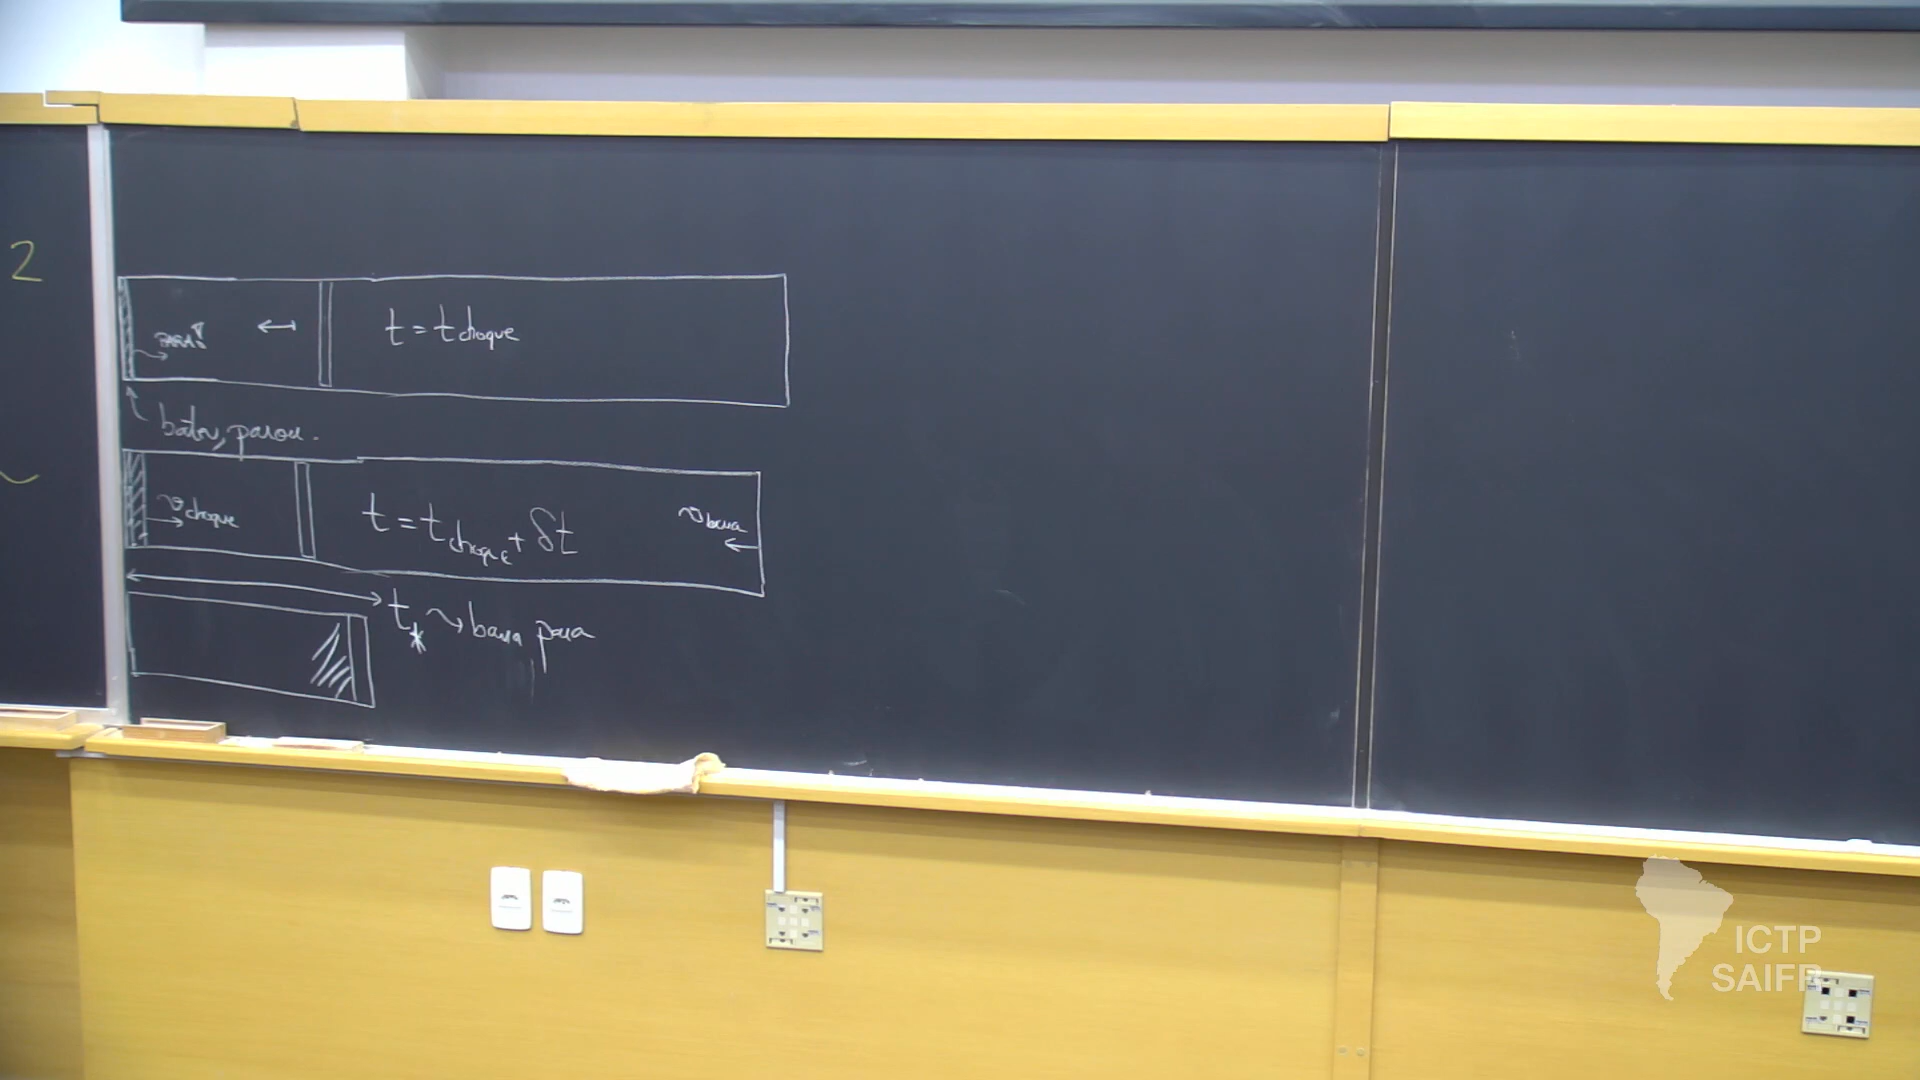 2
PARA!
t = t choque
bateu, parou.
v choque
t = t choque + δt
v barra
t* ⤳ barra para
ICTP
SAIFR